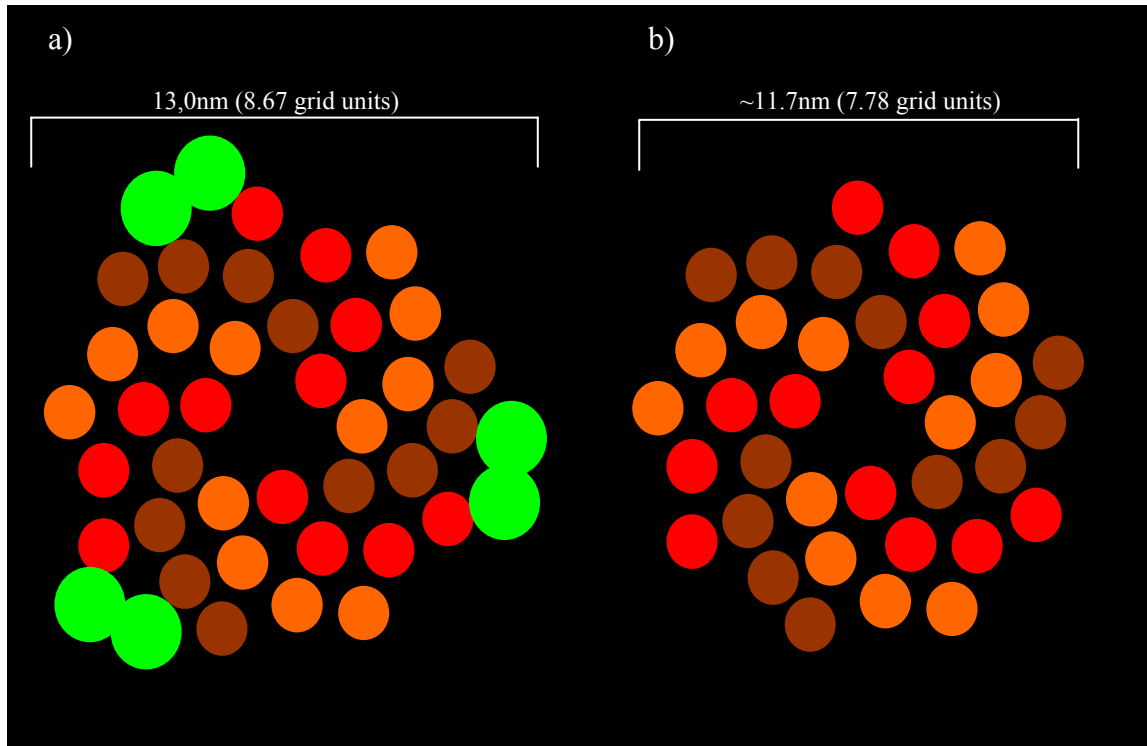 a)
b)
13,0nm (8.67 grid units)
~11.7nm (7.78 grid units)